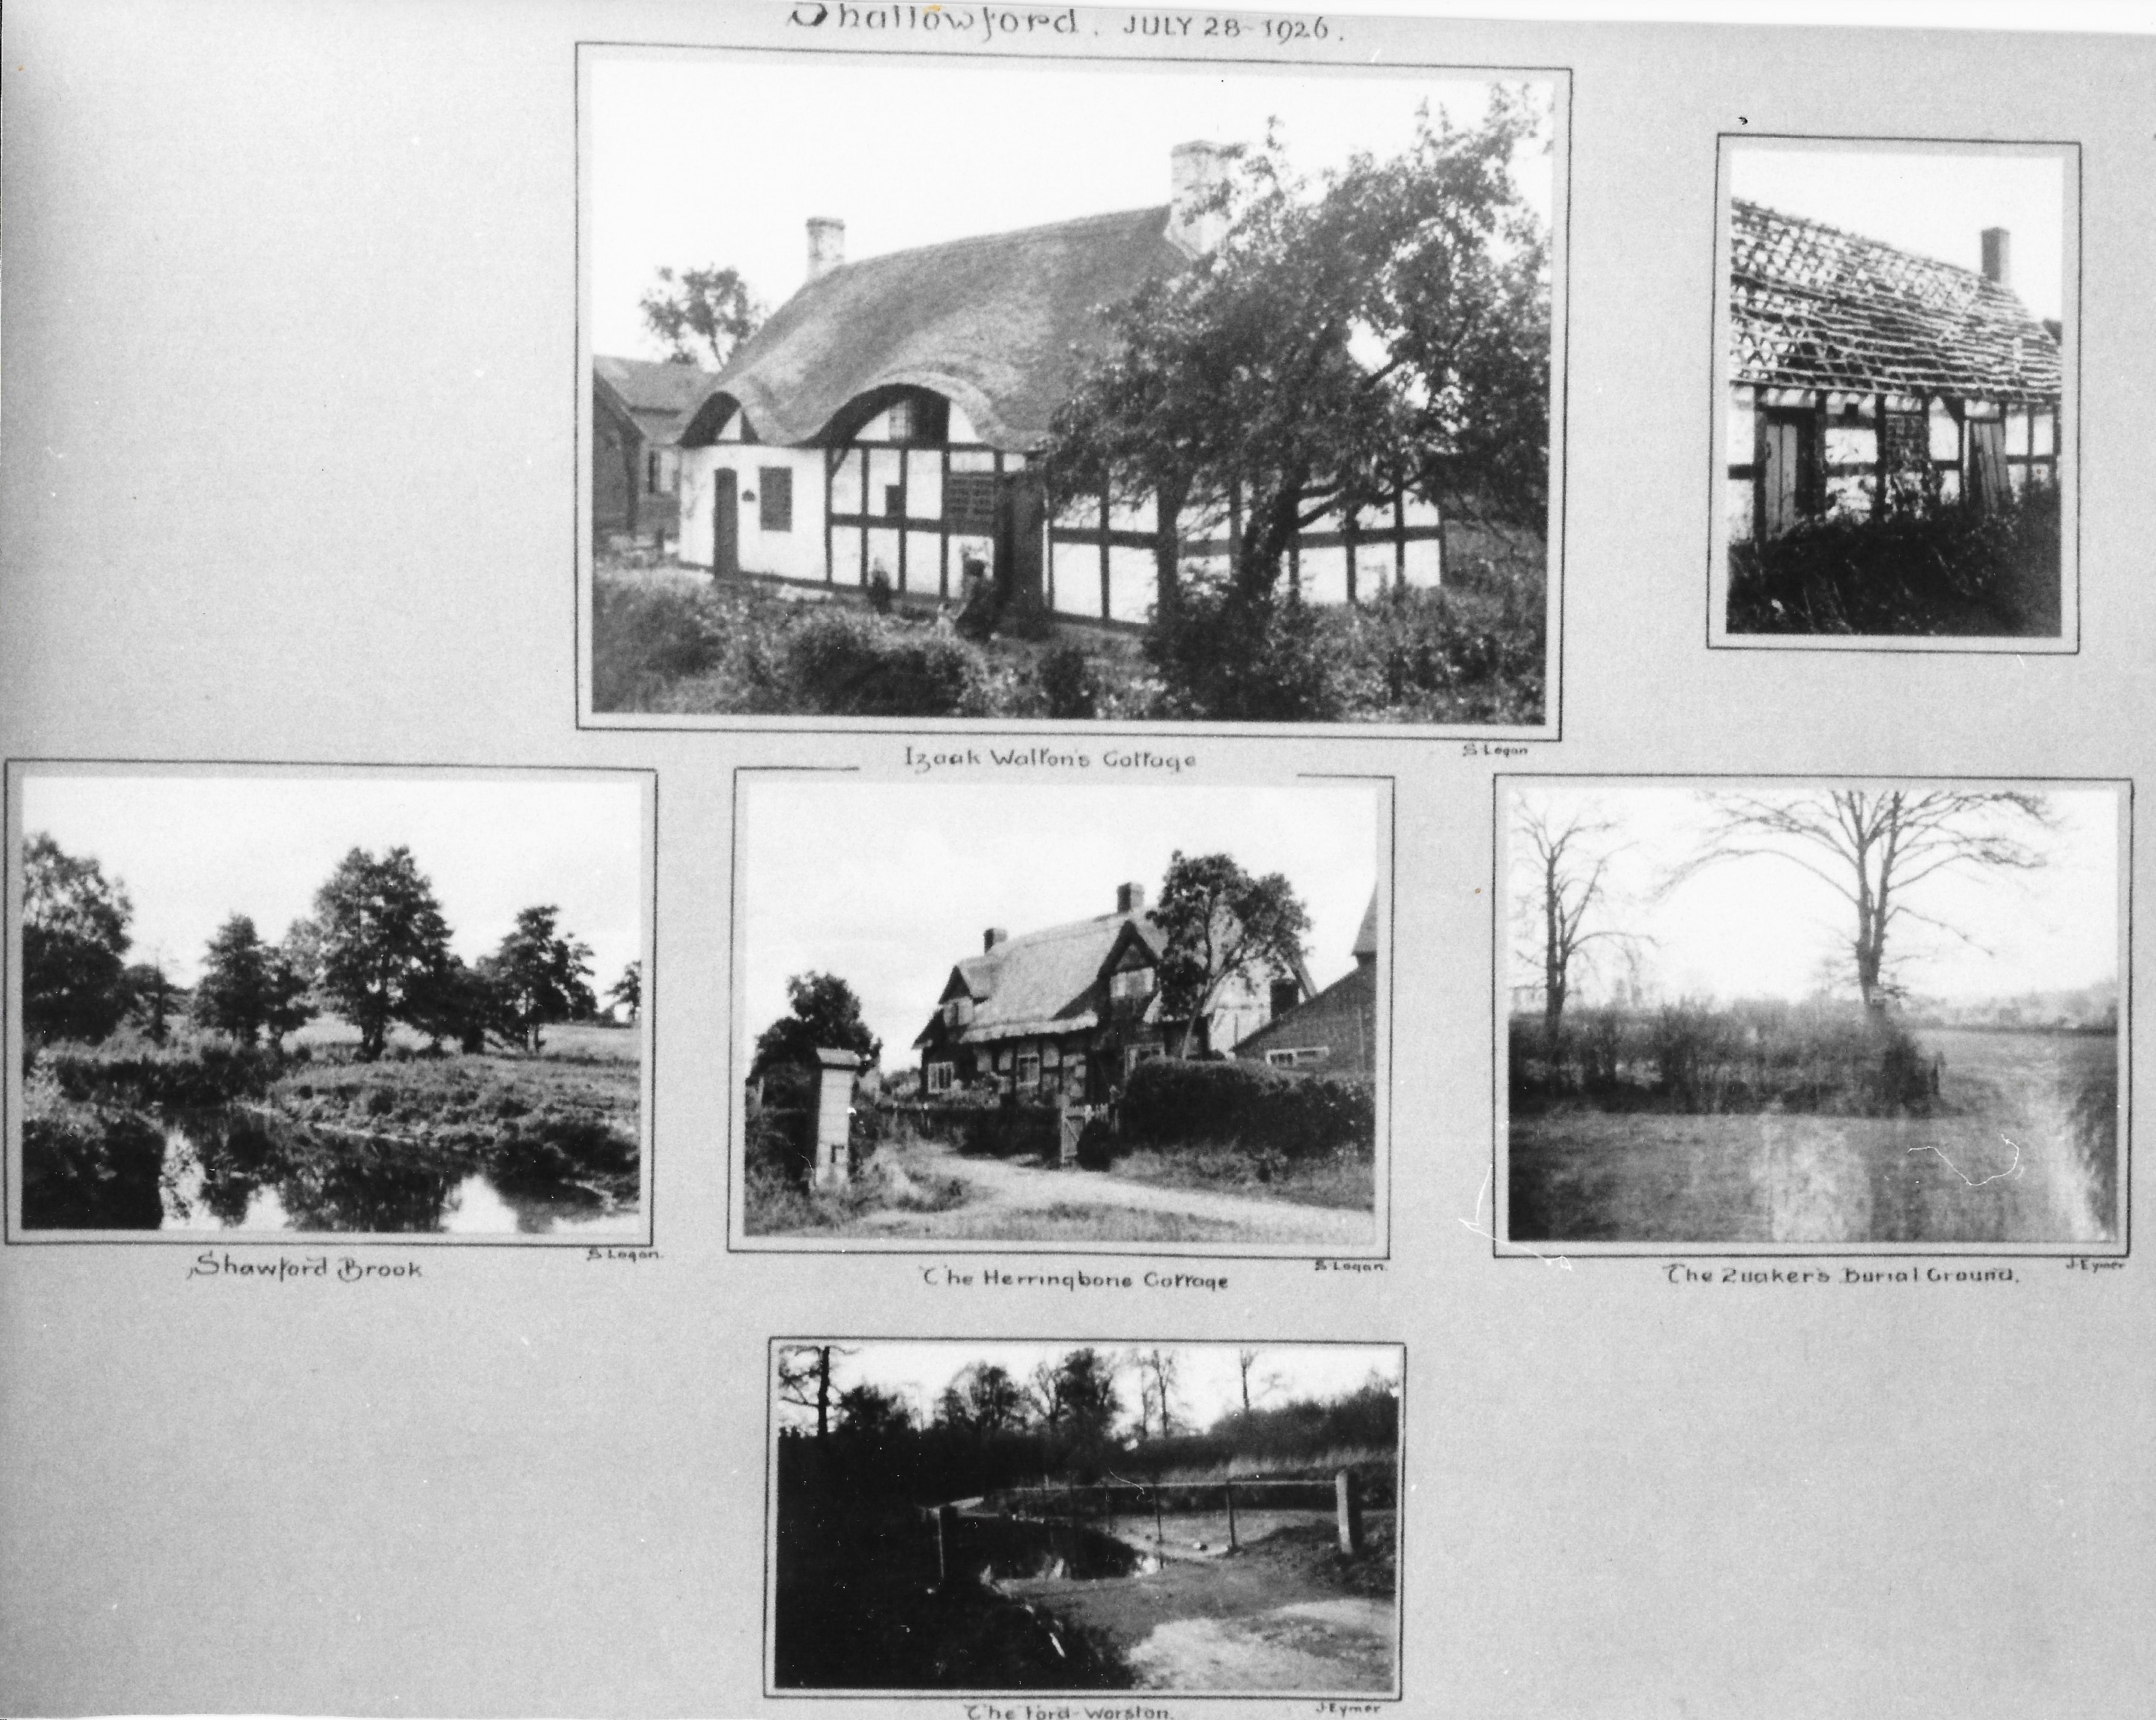 Shallowford. JULY 28-1926.
Izaak Walton's Cottage
S. Logan
Shawford Brook
S. Logan.
The Herringbone Cottage
S. Logan.
The Quaker's Burial Ground.
J. Eymer
The Ford-Worston.
J. Eymer